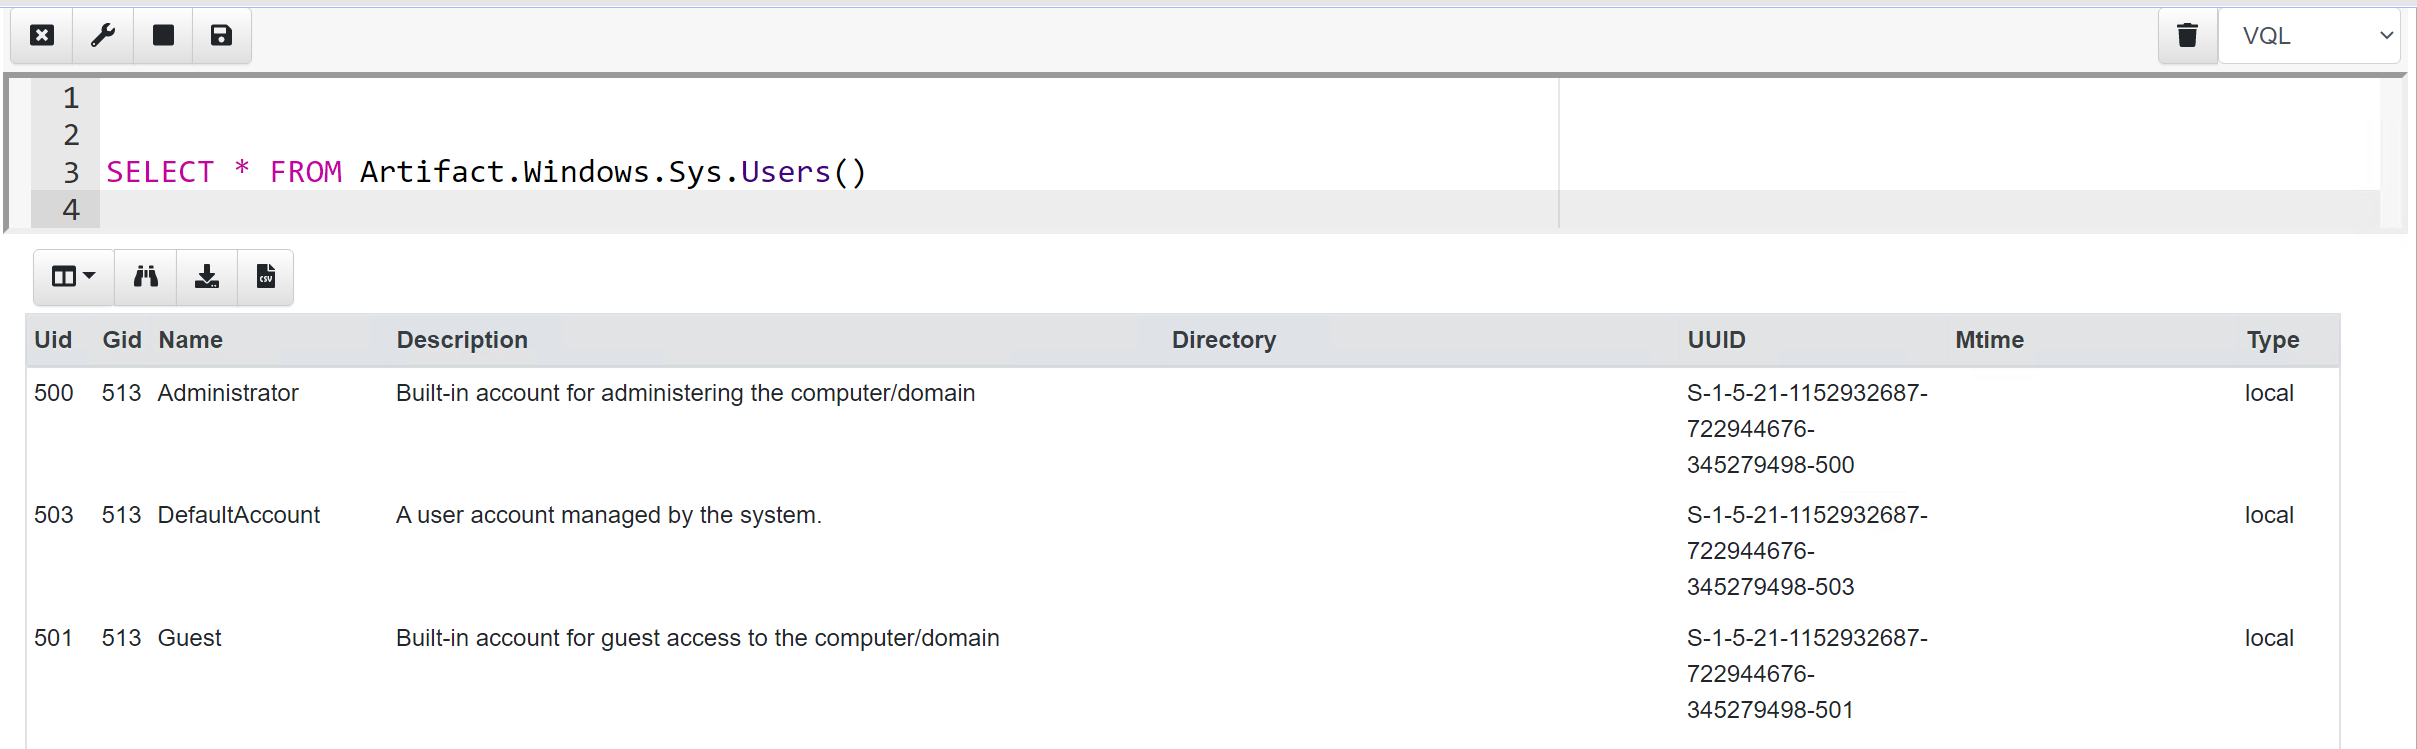 VQL
1
2
3 SELECT * FROM Artifact.Windows.Sys.Users()
4
CSV
Uid Gid Name Description Directory UUID Mtime Type
500 513 Administrator Built-in account for administering the computer/domain S-1-5-21-1152932687- local
722944676-
345279498-500
503 513 DefaultAccount A user account managed by the system. S-1-5-21-1152932687- local
722944676-
345279498-503
501 513 Guest Built-in account for guest access to the computer/domain S-1-5-21-1152932687- local
722944676-
345279498-501